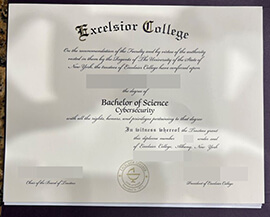 Excelsior College
On the recommendation of the Faculty and by virtue of the authority
vested in them by the Regents of The University of the State of
New York, the trustees of Excelsior College have conferred upon
the degree of
Bachelor of Science
Cybersecurity
with all the rights, honors, and privileges pertaining to that degree
In witness whereof the Trustees grant
this diploma number under and of
Excelsior College, Albany, New York
Chair of the Board of Trustees
President of Excelsior College